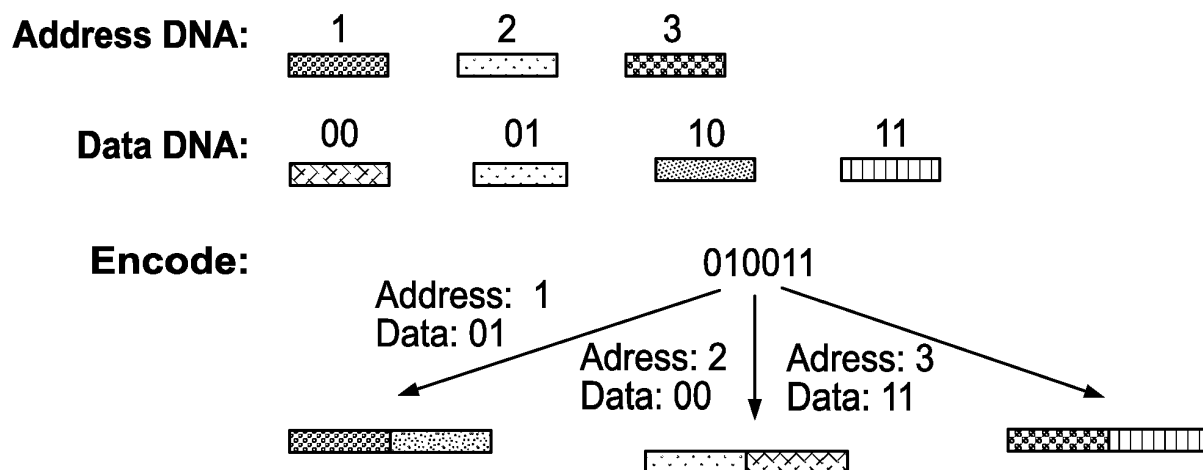 Address DNA: 1 2 3
Data DNA: 00 01 10 11
Encode: 010011
Address: 1
Data: 01
Adress: 2
Data: 00
Adress: 3
Data: 11